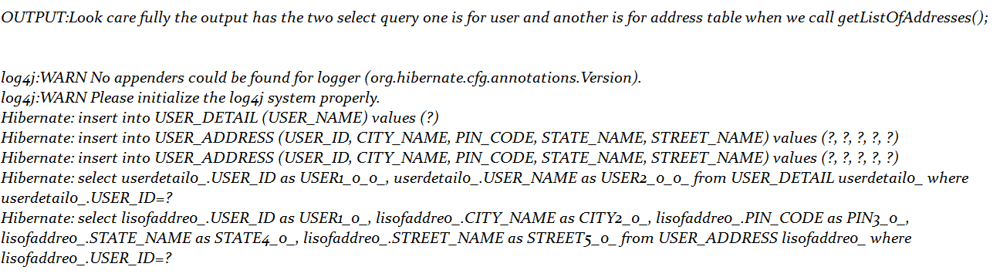 OUTPUT:Look care fully the output has the two select query one is for user and another is for address table when we call getListOfAddresses();
log4j:WARN No appenders could be found for logger (org.hibernate.cfg.annotations.Version).
log4j:WARN Please initialize the log4j system properly.
Hibernate: insert into USER_DETAIL (USER_NAME) values (?)
Hibernate: insert into USER_ADDRESS (USER_ID, CITY_NAME, PIN_CODE, STATE_NAME, STREET_NAME) values (?, ?, ?, ?, ?)
Hibernate: insert into USER_ADDRESS (USER_ID, CITY_NAME, PIN_CODE, STATE_NAME, STREET_NAME) values (?, ?, ?, ?, ?)
Hibernate: select userdetail0_.USER_ID as USER1_0_0_, userdetail0_.USER_NAME as USER2_0_0_ from USER_DETAIL userdetail0_ where
userdetail0_.USER_ID=?
Hibernate: select lisofaddre0_.USER_ID as USER1_0_, lisofaddre0_.CITY_NAME as CITY2_0_, lisofaddre0_.PIN_CODE as PIN3_0_,
lisofaddre0_.STATE_NAME as STATE4_0_, lisofaddre0_.STREET_NAME as STREET5_0_ from USER_ADDRESS lisofaddre0_ where
lisofaddre0_.USER_ID=?